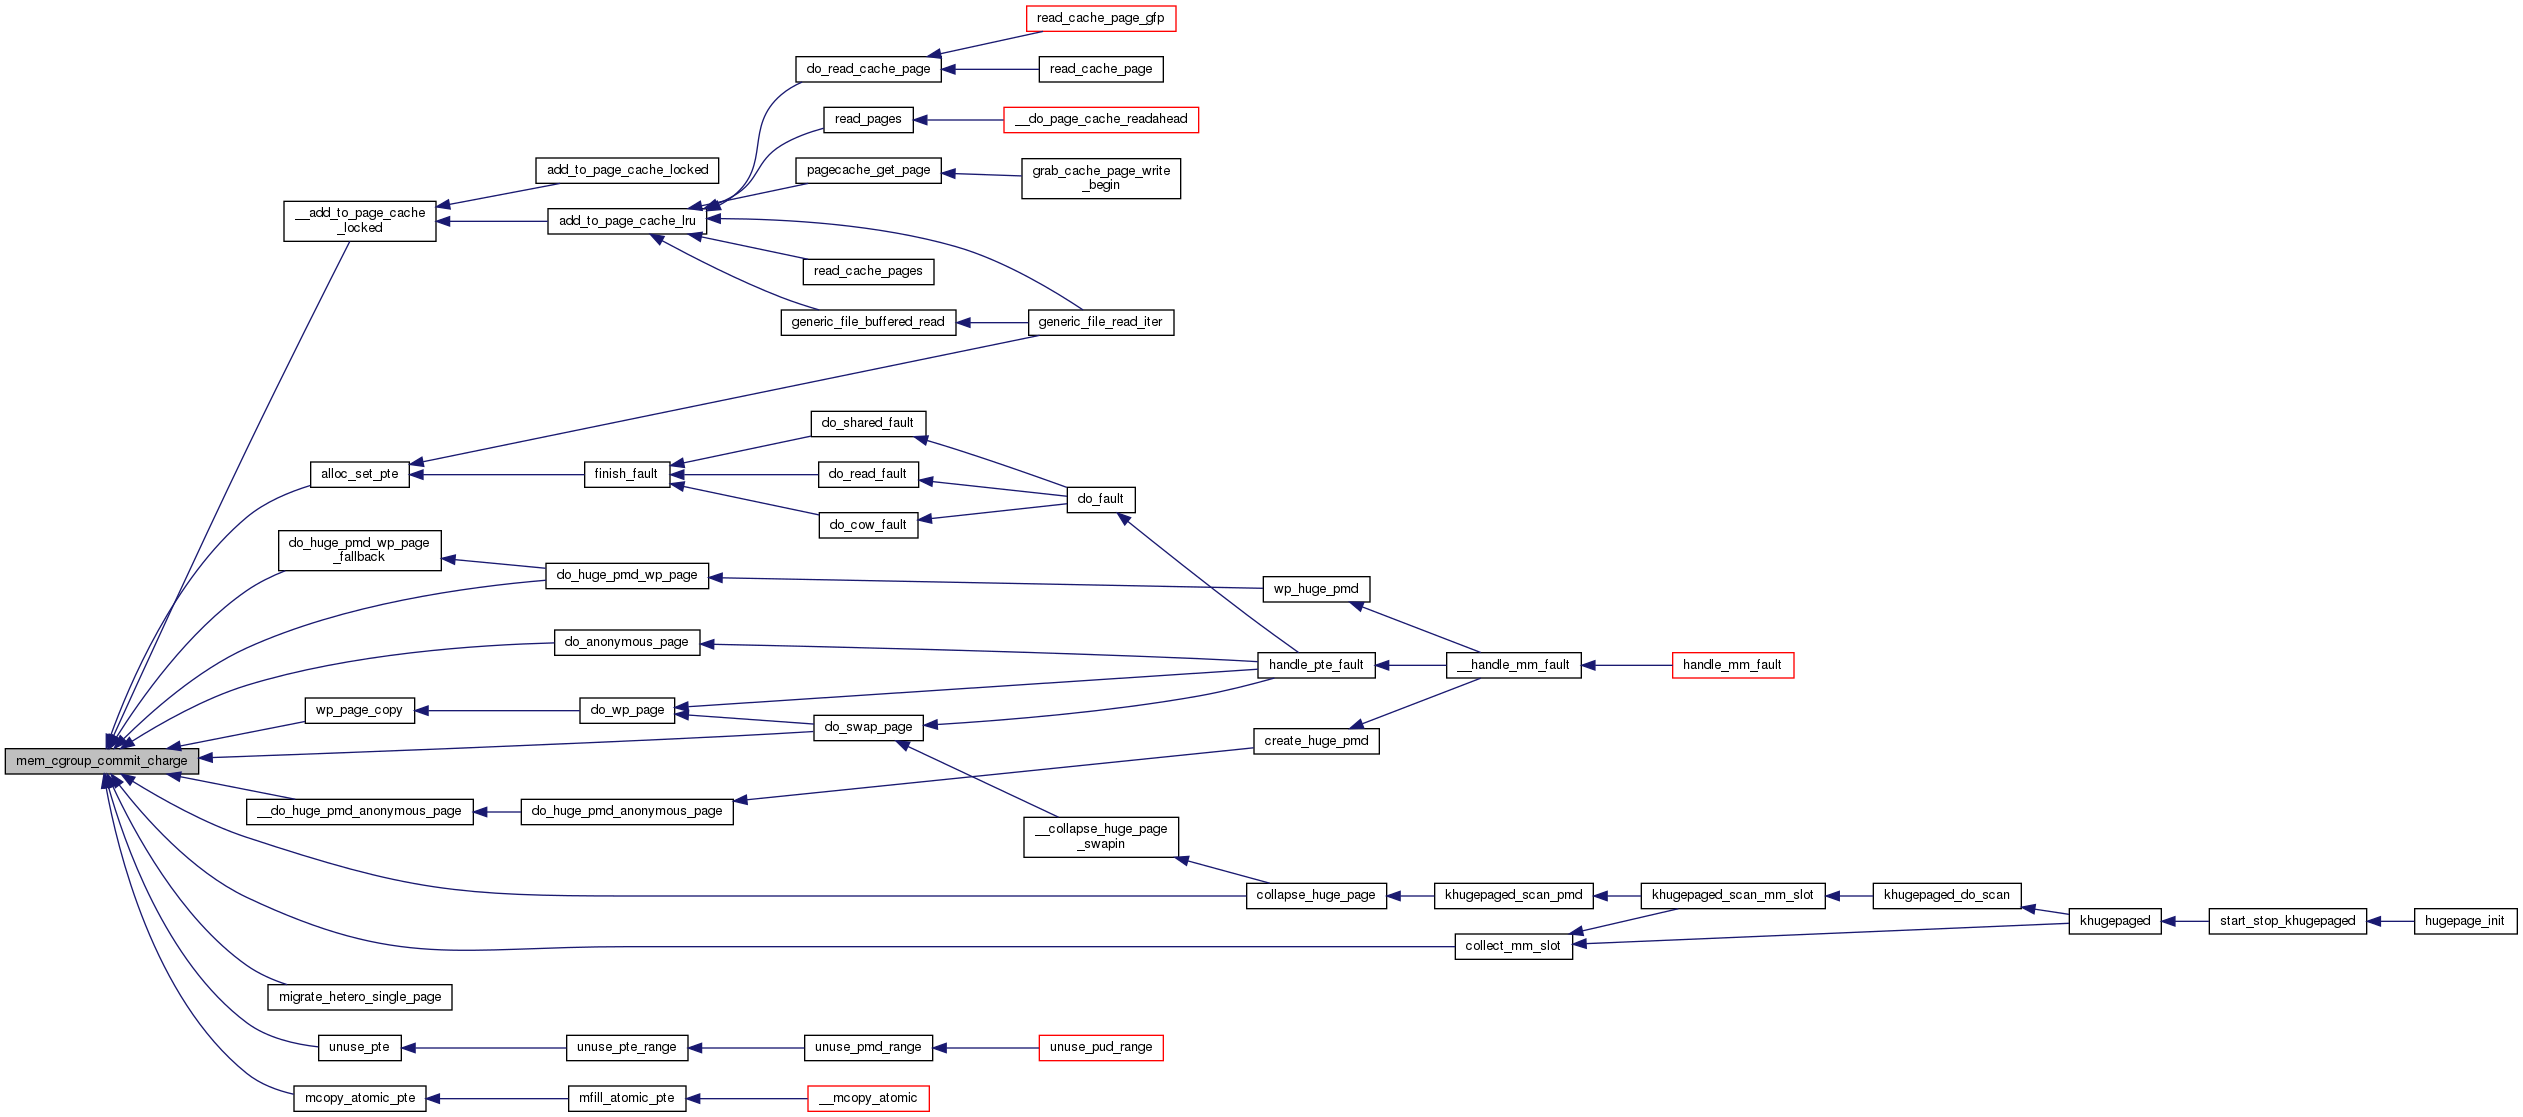 read_cache_page_gfp
do_read_cache_page
read_cache_page
read_pages
__do_page_cache_readahead
add_to_page_cache_locked
pagecache_get_page
grab_cache_page_write
_begin
__add_to_page_cache
_locked
add_to_page_cache_lru
read_cache_pages
generic_file_buffered_read
generic_file_read_iter
do_shared_fault
alloc_set_pte
finish_fault
do_read_fault
do_fault
do_cow_fault
do_huge_pmd_wp_page
_fallback
do_huge_pmd_wp_page
wp_huge_pmd
do_anonymous_page
handle_pte_fault
__handle_mm_fault
handle_mm_fault
wp_page_copy
do_wp_page
do_swap_page
create_huge_pmd
mem_cgroup_commit_charge
__do_huge_pmd_anonymous_page
do_huge_pmd_anonymous_page
__collapse_huge_page
_swapin
collapse_huge_page
khugepaged_scan_pmd
khugepaged_scan_mm_slot
khugepaged_do_scan
khugepaged
start_stop_khugepaged
hugepage_init
collect_mm_slot
migrate_hetero_single_page
unuse_pte
unuse_pte_range
unuse_pmd_range
unuse_pud_range
mcopy_atomic_pte
mfill_atomic_pte
__mcopy_atomic